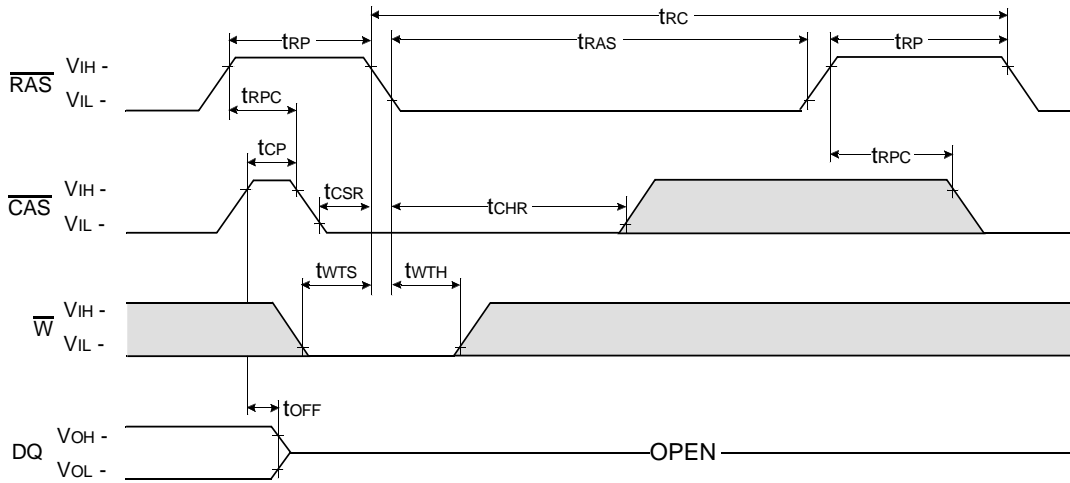 tRC
tRP tRAS tRP
RAS VIH -
VIL -
tRPC
tCP tRPC
CAS VIH -
VIL -
tCSR tCHR
tWTS tWTH
W VIH -
VIL -
tOFF
DQ VOH -
VOL -
OPEN